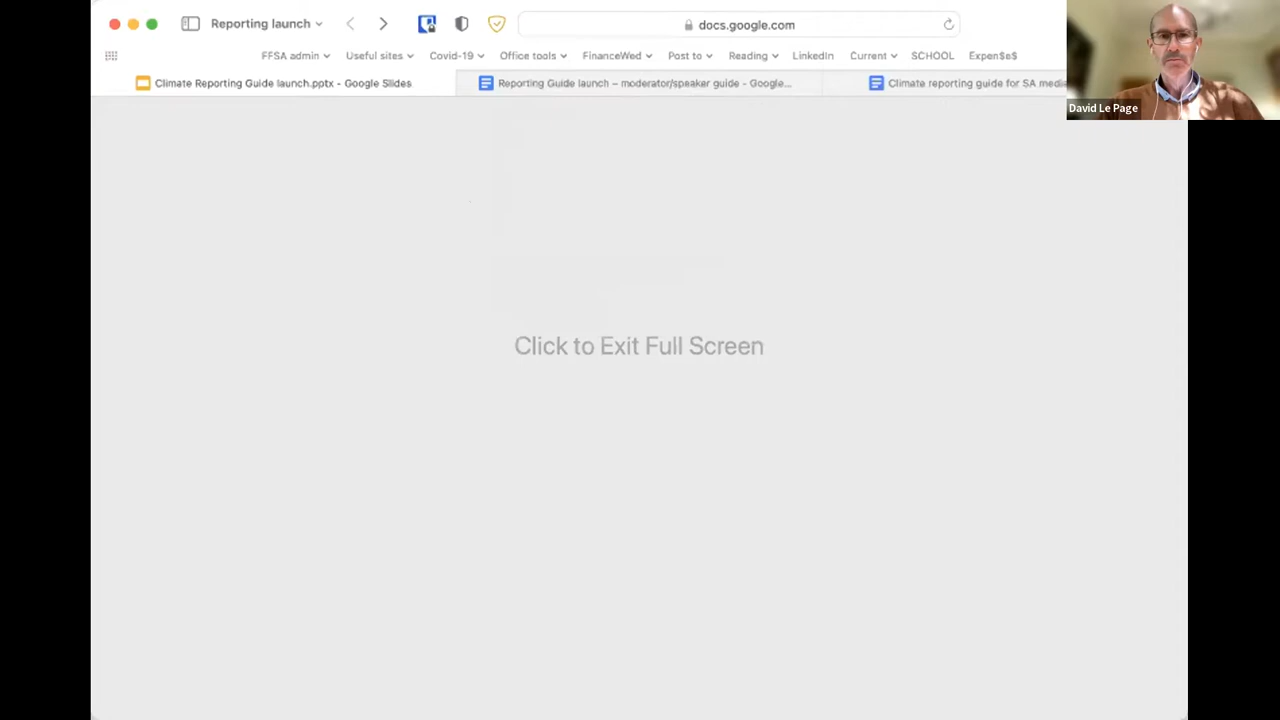 Reporting launch
docs.google.com
FFSA admin
Useful sites
Covid-19
Office tools
FinanceWed
Post to
Reading
LinkedIn
Current
SCHOOL
Expen$e$
Climate Reporting Guide launch.pptx - Google Slides
Reporting Guide launch – moderator/speaker guide - Google...
Climate reporting guide for SA media
David Le Page
Click to Exit Full Screen